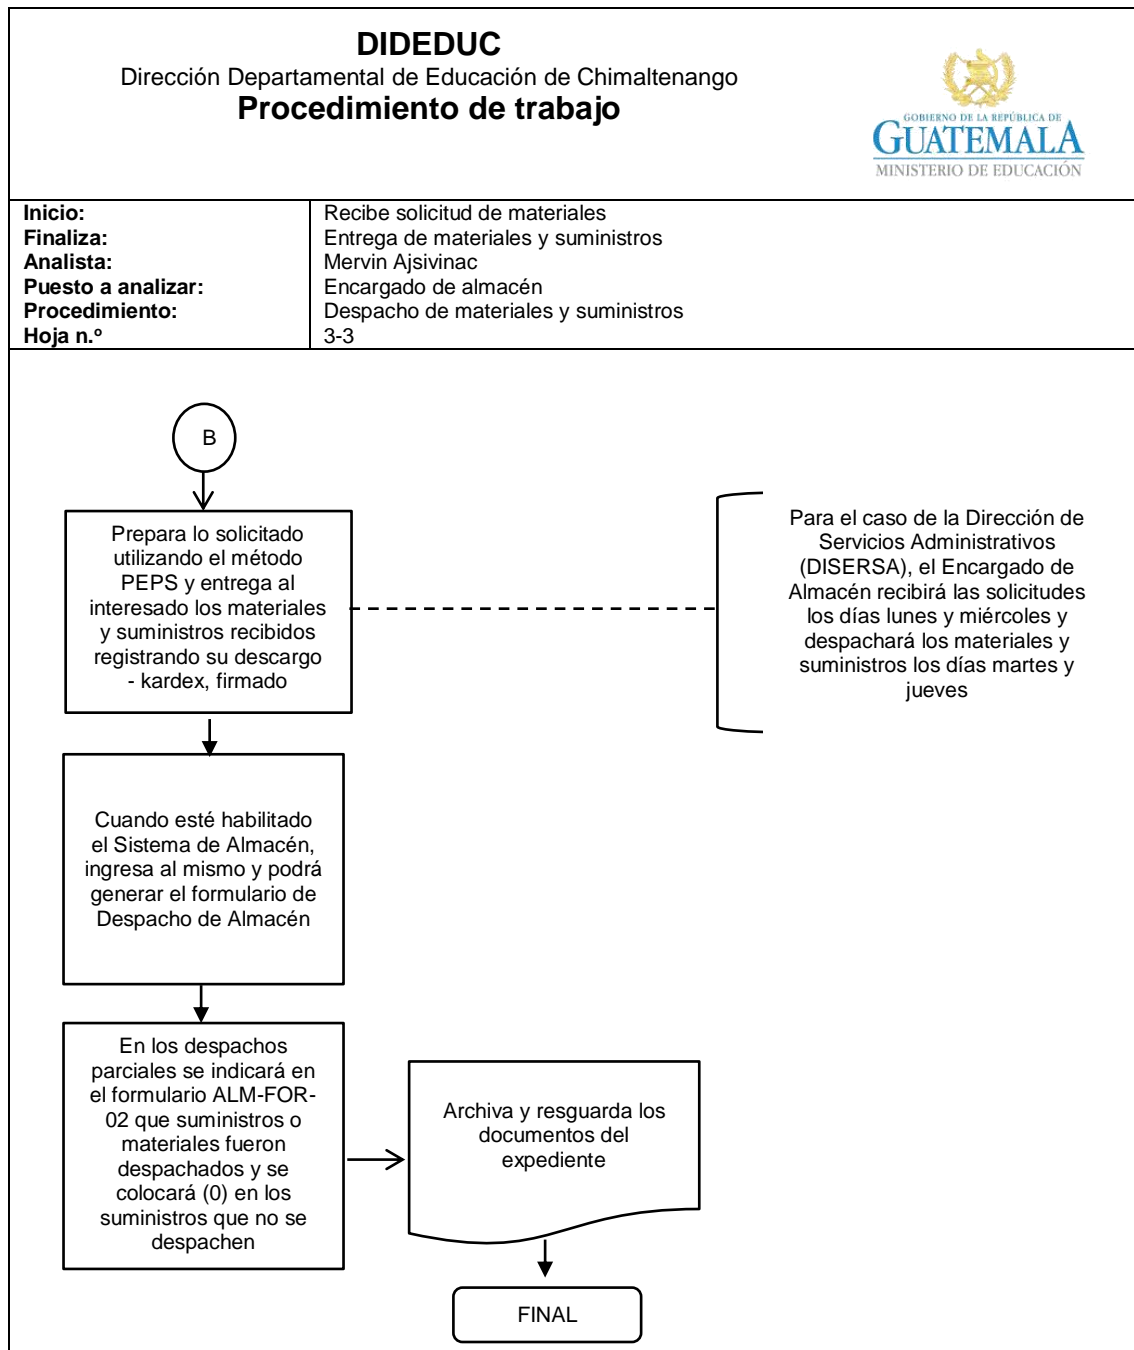 DIDEDUC
Dirección Departamental de Educación de Chimaltenango
Procedimiento de trabajo
GOBIERNO DE LA REPÚBLICA DE
GUATEMALA
MINISTERIO DE EDUCACIÓN
Inicio: Recibe solicitud de materiales
Finaliza: Entrega de materiales y suministros
Analista: Mervin Ajsivinac
Puesto a analizar: Encargado de almacén
Procedimiento: Despacho de materiales y suministros
Hoja n.º 3-3
B
Prepara lo solicitado
utilizando el método
PEPS y entrega al
interesado los materiales
y suministros recibidos
registrando su descargo
- kardex, firmado
Para el caso de la Dirección de
Servicios Administrativos
(DISERSA), el Encargado de
Almacén recibirá las solicitudes
los días lunes y miércoles y
despachará los materiales y
suministros los días martes y
jueves
Cuando esté habilitado
el Sistema de Almacén,
ingresa al mismo y podrá
generar el formulario de
Despacho de Almacén
En los despachos
parciales se indicará en
el formulario ALM-FOR-
02 que suministros o
materiales fueron
despachados y se
colocará (0) en los
suministros que no se
despachen
Archiva y resguarda los
documentos del
expediente
FINAL